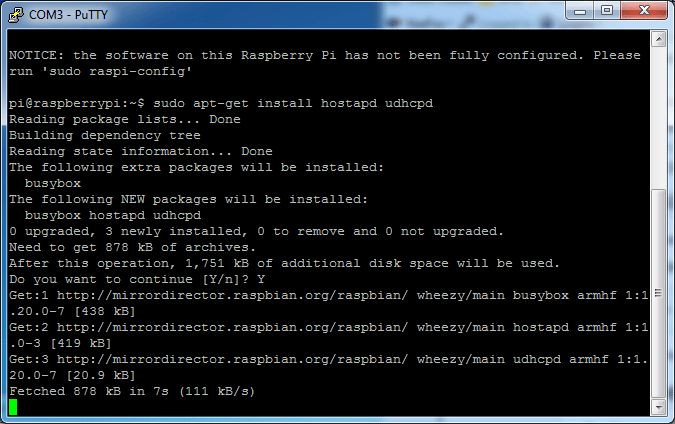 COM3 - PuTTY
NOTICE: the software on this Raspberry Pi has not been fully configured. Please
run 'sudo raspi-config'
pi@raspberrypi:~$ sudo apt-get install hostapd udhcpd
Reading package lists... Done
Building dependency tree
Reading state information... Done
The following extra packages will be installed:
busybox
The following NEW packages will be installed:
busybox hostapd udhcpd
0 upgraded, 3 newly installed, 0 to remove and 0 not upgraded.
Need to get 878 kB of archives.
After this operation, 1,751 kB of additional disk space will be used.
Do you want to continue [Y/n]? Y
Get:1 http://mirrordirector.raspbian.org/raspbian/ wheezy/main busybox armhf 1:1
.20.0-7 [438 kB]
Get:2 http://mirrordirector.raspbian.org/raspbian/ wheezy/main hostapd armhf 1:1
.0-3 [419 kB]
Get:3 http://mirrordirector.raspbian.org/raspbian/ wheezy/main udhcpd armhf 1:1.
20.0-7 [20.9 kB]
Fetched 878 kB in 7s (111 kB/s)